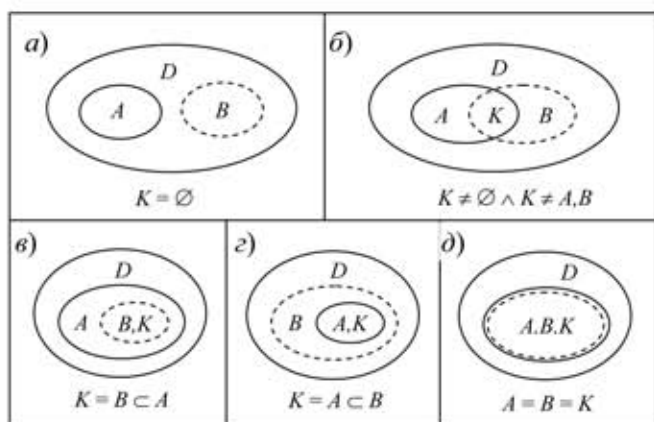 а)
D
A
B
K = ∅
б)
D
A
K
B
K ≠ ∅ ∧ K ≠ A,B
в)
D
A
B,K
K = B ⊂ A
г)
D
B
A,K
K = A ⊂ B
д)
D
A,B,K
A = B = K